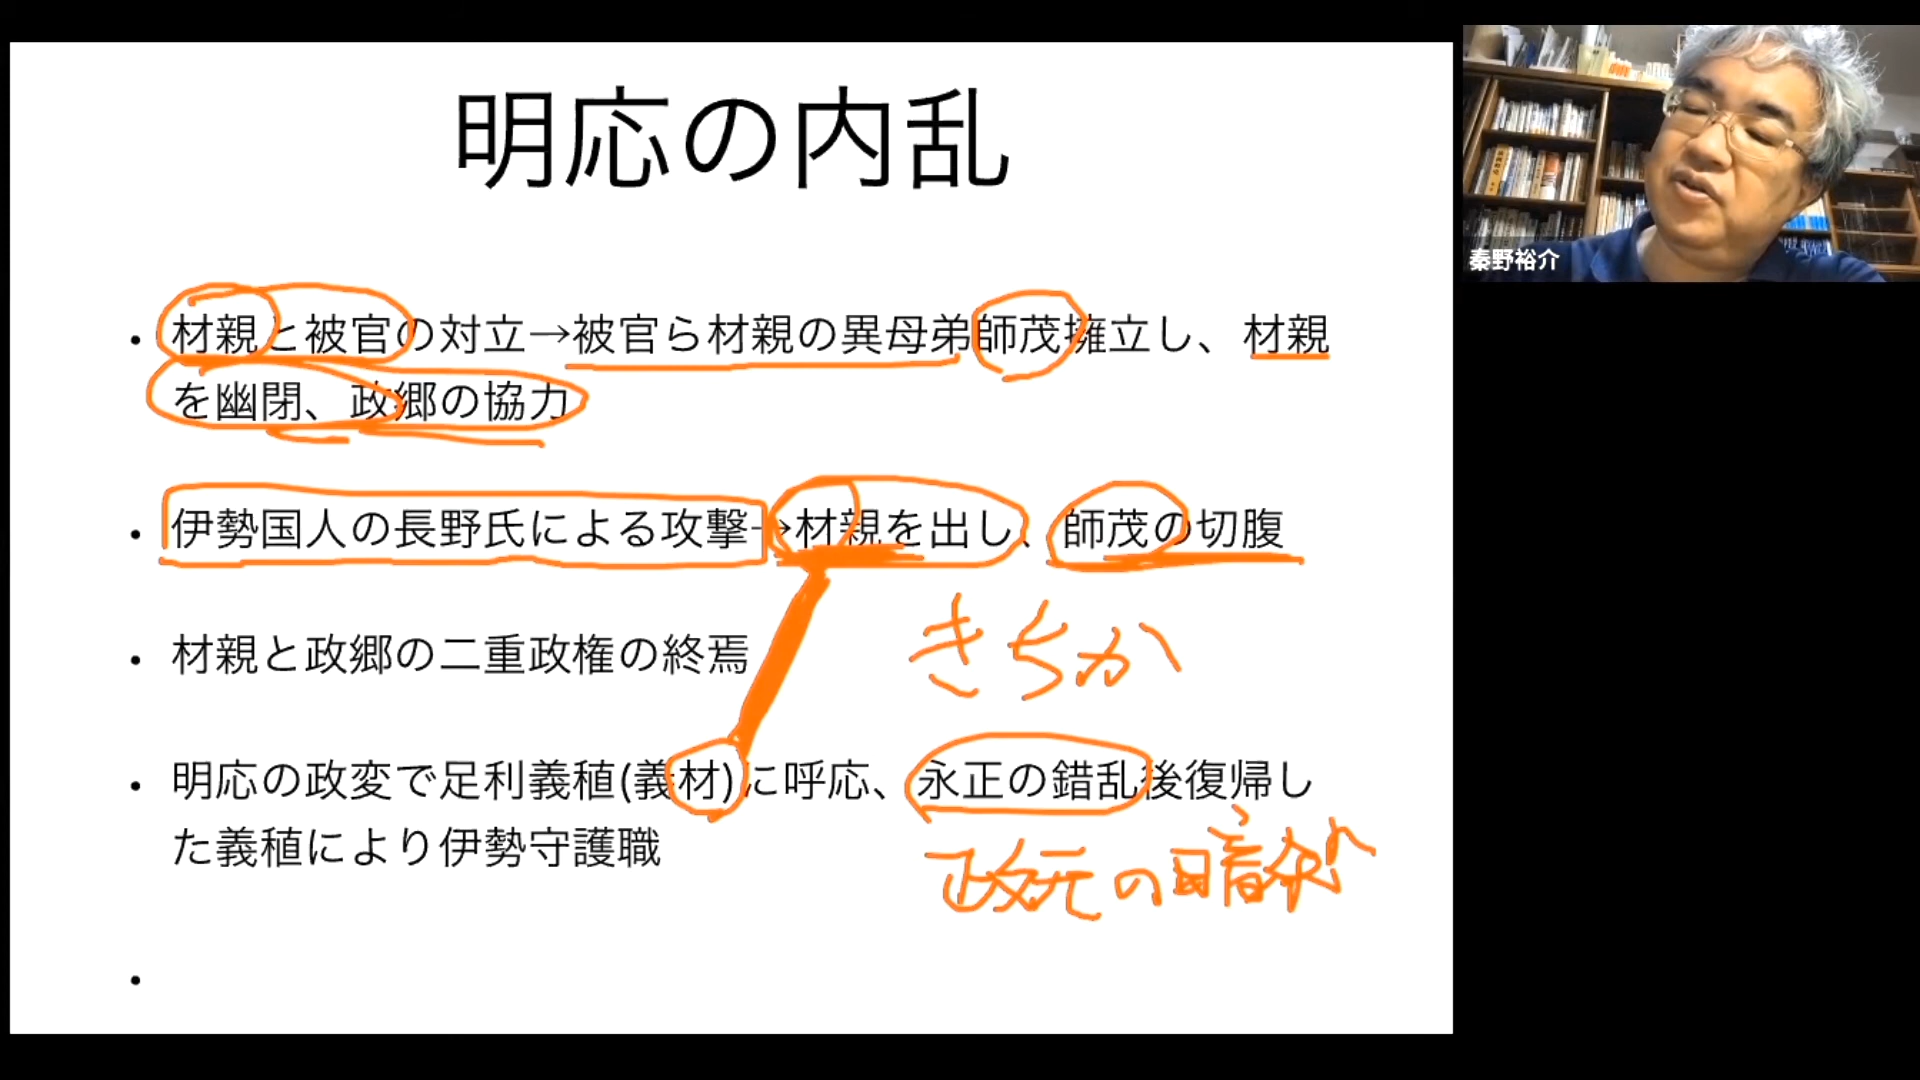 明応の内乱
秦野裕介
・材親と被官の対立→被官ら材親の異母弟師茂擁立し、材親
を幽閉、政郷の協力
・伊勢国人の長野氏による攻撃→材親を出し、師茂の切腹
きちか
・材親と政郷の二重政権の終焉
・明応の政変で足利義稙(義材)に呼応、永正の錯乱後復帰し
た義稙により伊勢守護職
政元の暗殺
・